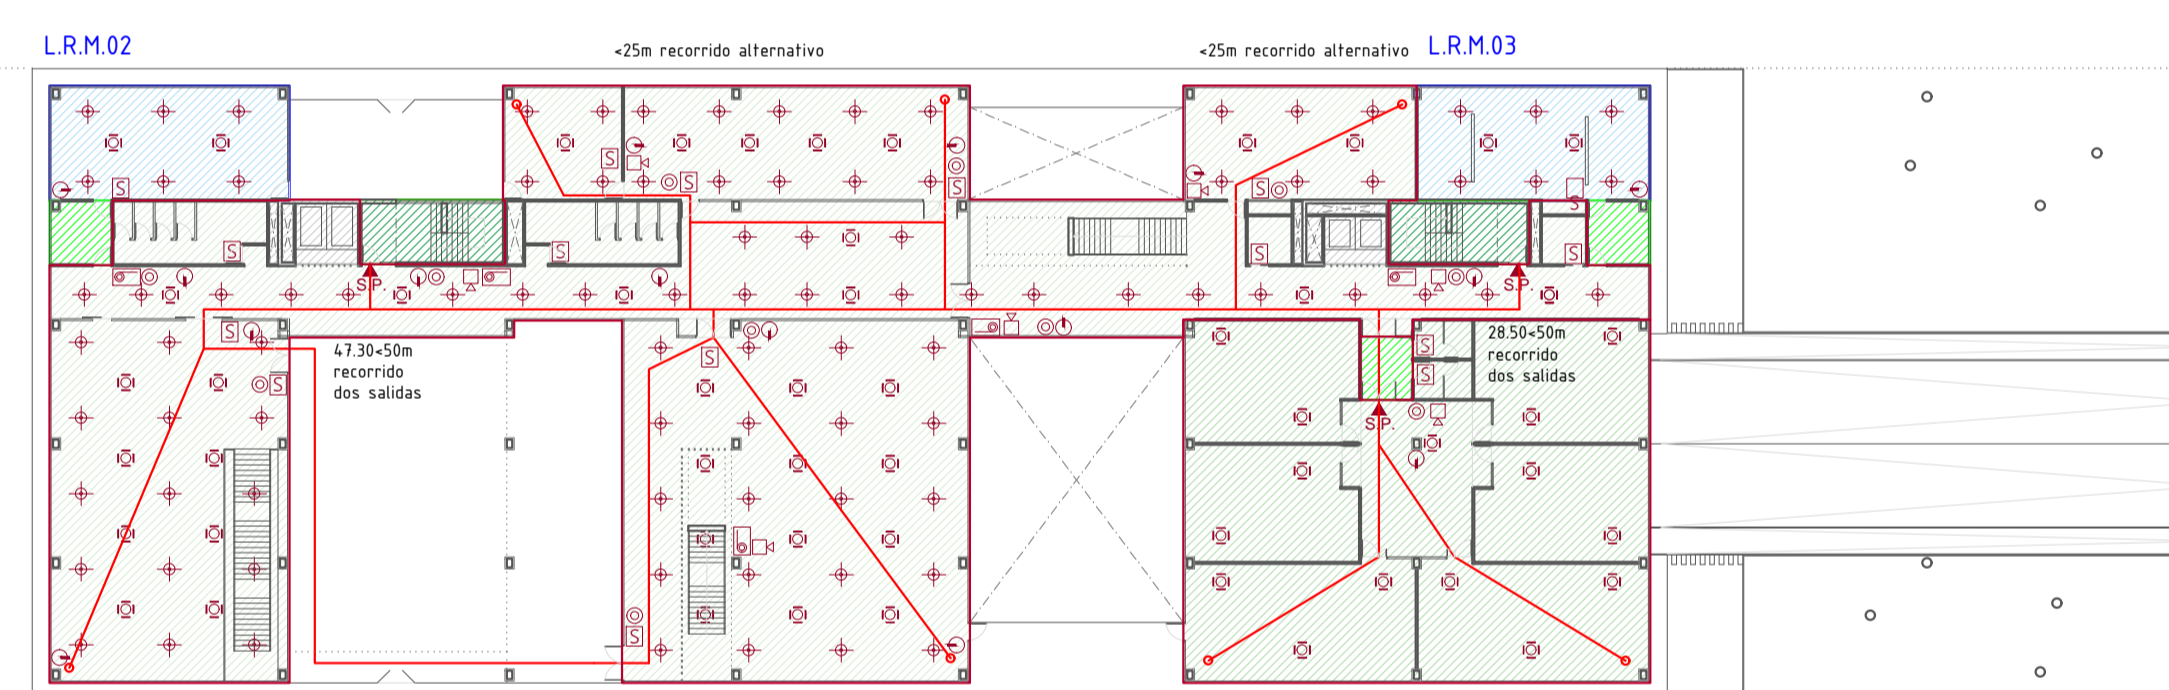 L.R.M.02
<25m recorrido alternativo
<25m recorrido alternativo
L.R.M.03
S
S
S
S
S
S
S
S
S
S
S.P.
S.P.
S
47.30<50m
recorrido
dos salidas
S
S
28.50<50m
recorrido
dos salidas
S
S
S.P.
S